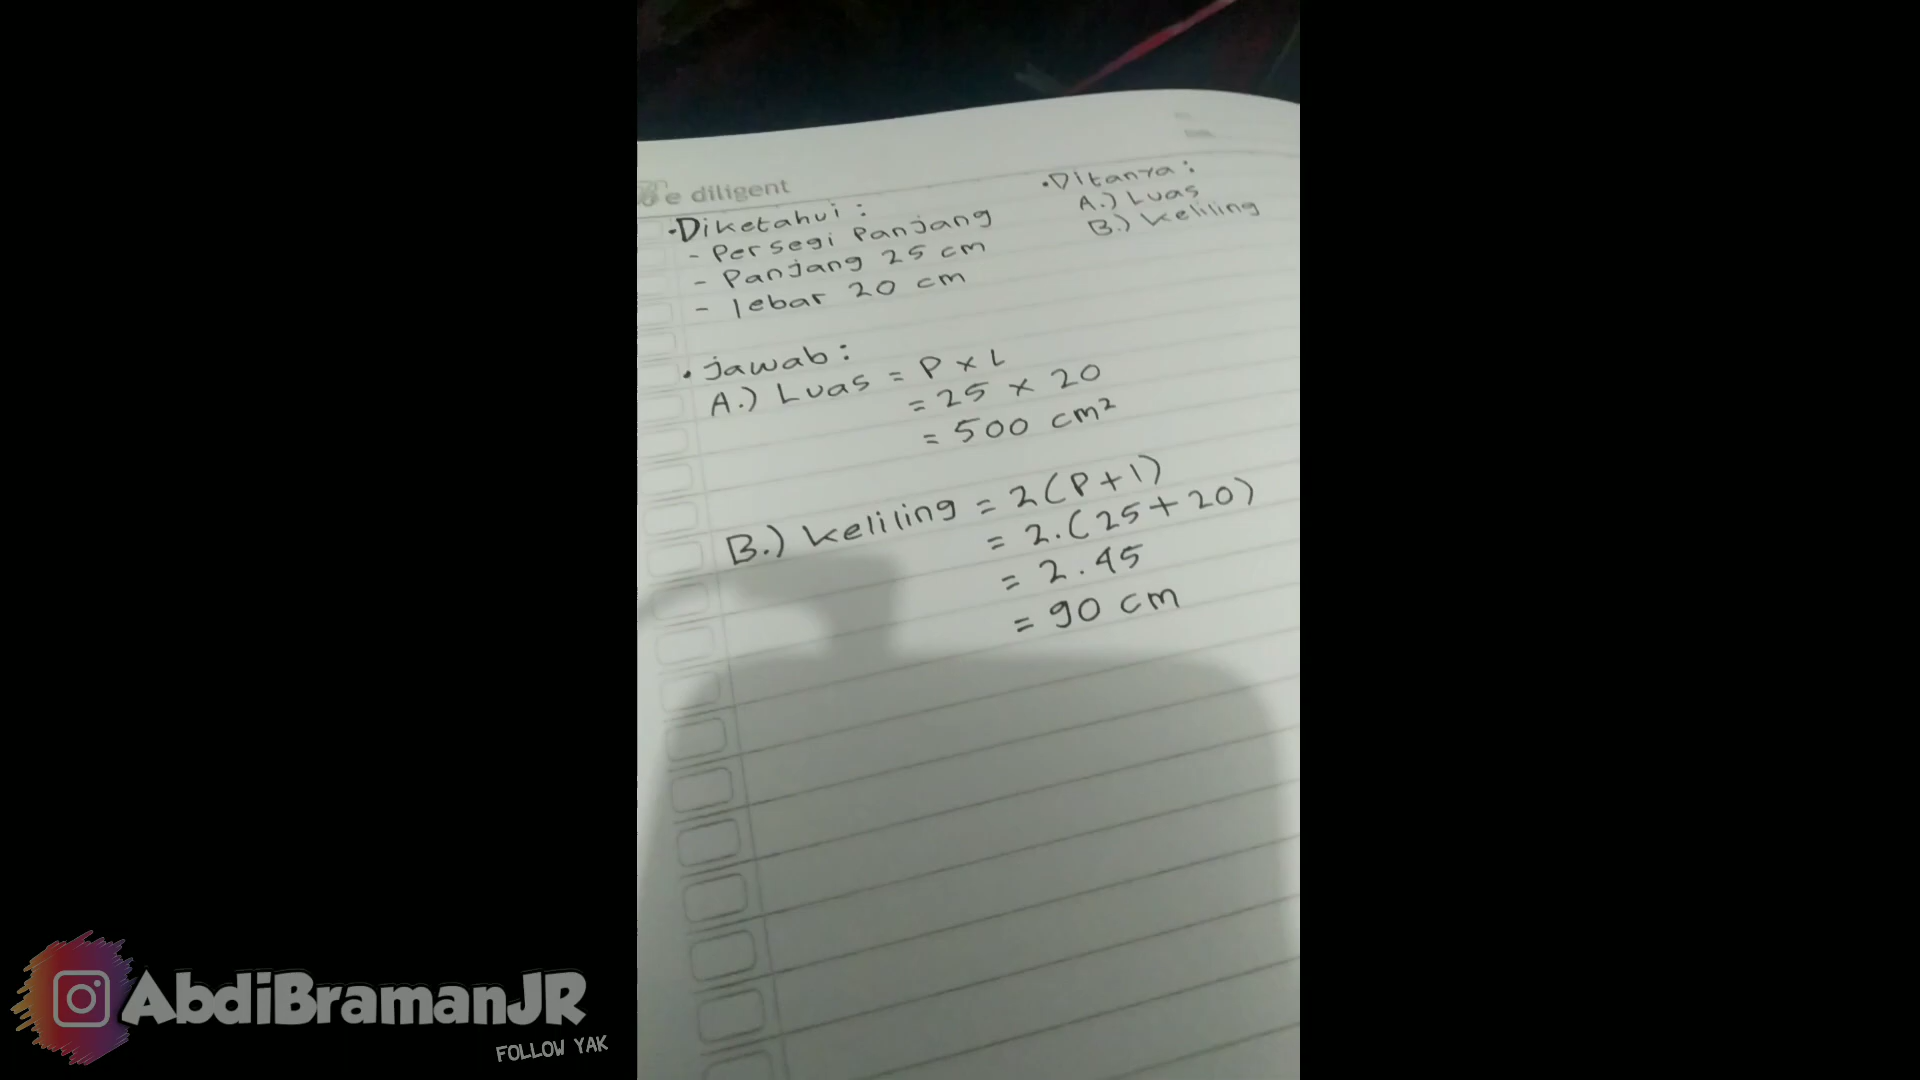 Be diligent
• Diketahui :
- Persegi Panjang
- Panjang 25 cm
- lebar 20 cm
• Ditanya :
A.) Luas
B.) keliling
• Jawab :
A.) Luas = P x L
= 25 x 20
= 500 cm²
B.) keliling = 2 (P + l)
= 2. (25 + 20)
= 2 . 45
= 90 cm
AbdiBramanJR
FOLLOW YAK